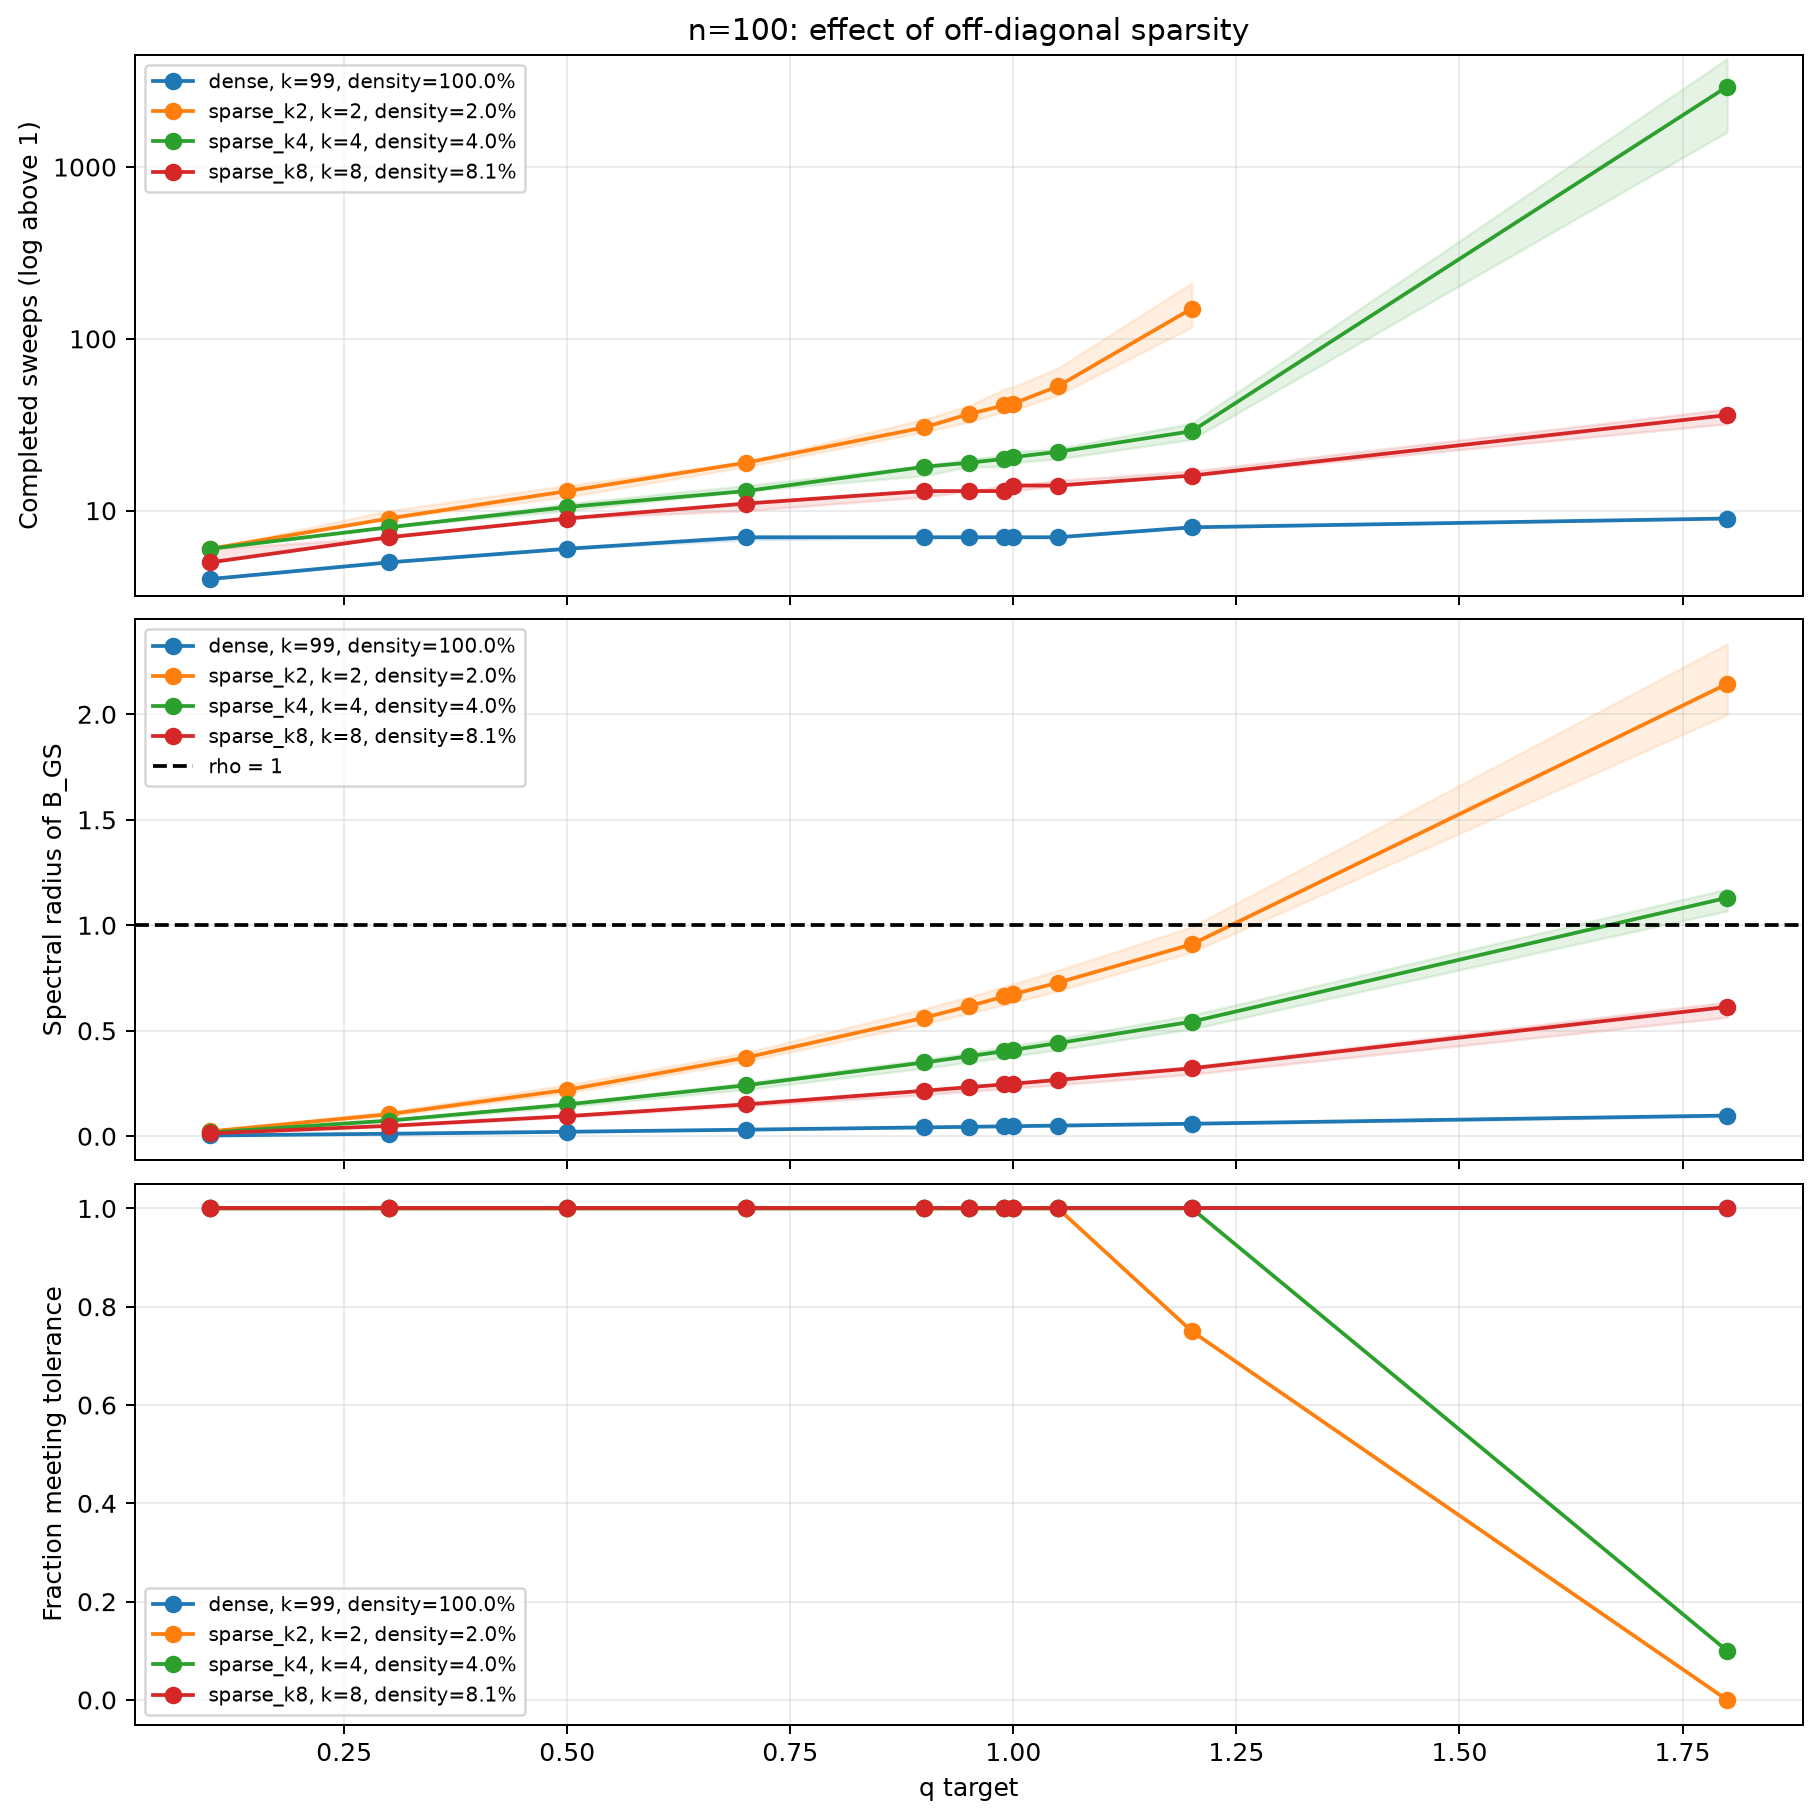 n=100: effect of off-diagonal sparsity
Completed sweeps (log above 1)
1000
100
10
dense, k=99, density=100.0%
sparse_k2, k=2, density=2.0%
sparse_k4, k=4, density=4.0%
sparse_k8, k=8, density=8.1%
Spectral radius of B_GS
2.0
1.5
1.0
0.5
0.0
dense, k=99, density=100.0%
sparse_k2, k=2, density=2.0%
sparse_k4, k=4, density=4.0%
sparse_k8, k=8, density=8.1%
rho = 1
Fraction meeting tolerance
1.0
0.8
0.6
0.4
0.2
0.0
dense, k=99, density=100.0%
sparse_k2, k=2, density=2.0%
sparse_k4, k=4, density=4.0%
sparse_k8, k=8, density=8.1%
0.25 0.50 0.75 1.00 1.25 1.50 1.75
q target